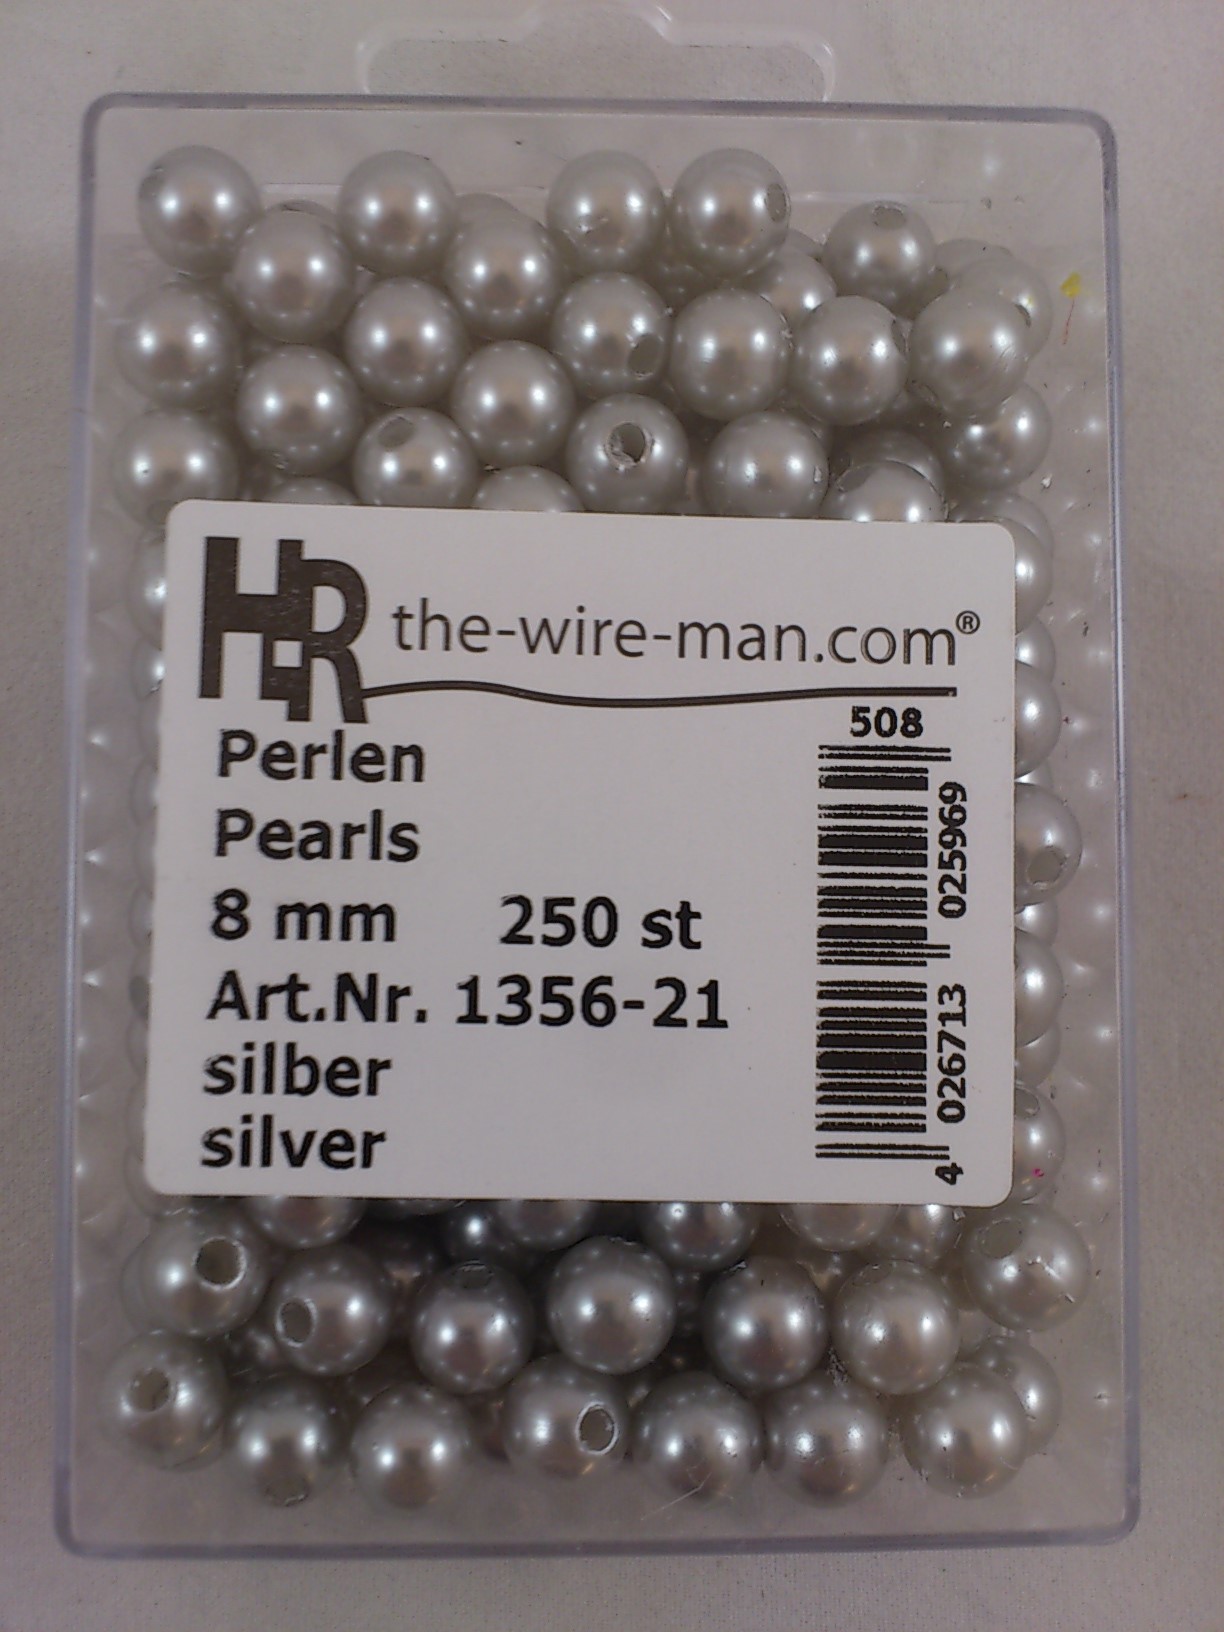 HR the-wire-man.com®
Perlen
Pearls
8 mm 250 st
Art.Nr. 1356-21
silber
silver
508
4 026713 025969